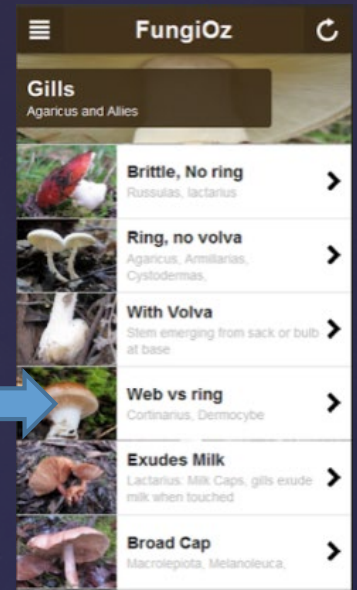 FungiOz
Gills
Agaricus and Allies
Brittle, No ring
Russulas, lactarius
Ring, no volva
Agaricus, Armillarias,
Cystodermas,
With Volva
Stem emerging from sack or bulb
at base
Web vs ring
Cortinarius, Dermocybe
Exudes Milk
Lactarius: Milk Caps, gills exude
milk when touched
Broad Cap
Macrolepiota, Melanoleuca,